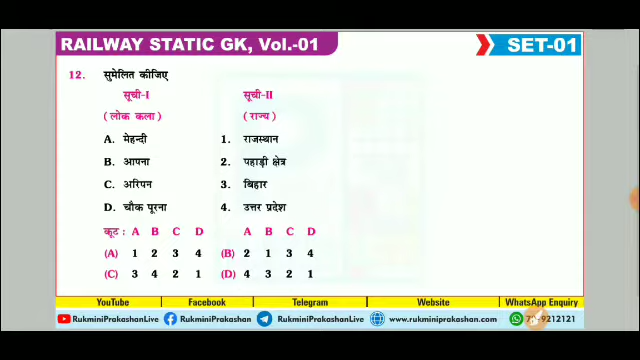 RAILWAY STATIC GK, Vol.-01 SET-01
12. सुमेलित कीजिए
सूची-I सूची-II
(लोक कला) (राज्य)
A. मेहन्दी 1. राजस्थान
B. आपना 2. पहाड़ी क्षेत्र
C. अरिपन 3. बिहार
D. चौक पूरना 4. उत्तर प्रदेश
कूट : A B C D A B C D
(A) 1 2 3 4 (B) 2 1 3 4
(C) 3 4 2 1 (D) 4 3 2 1
YouTube Facebook Telegram Website WhatsApp Enquiry
RukminiPrakashanLive RukminiPrakashan RukminiPrakashanLive www.rukminiprakashan.com